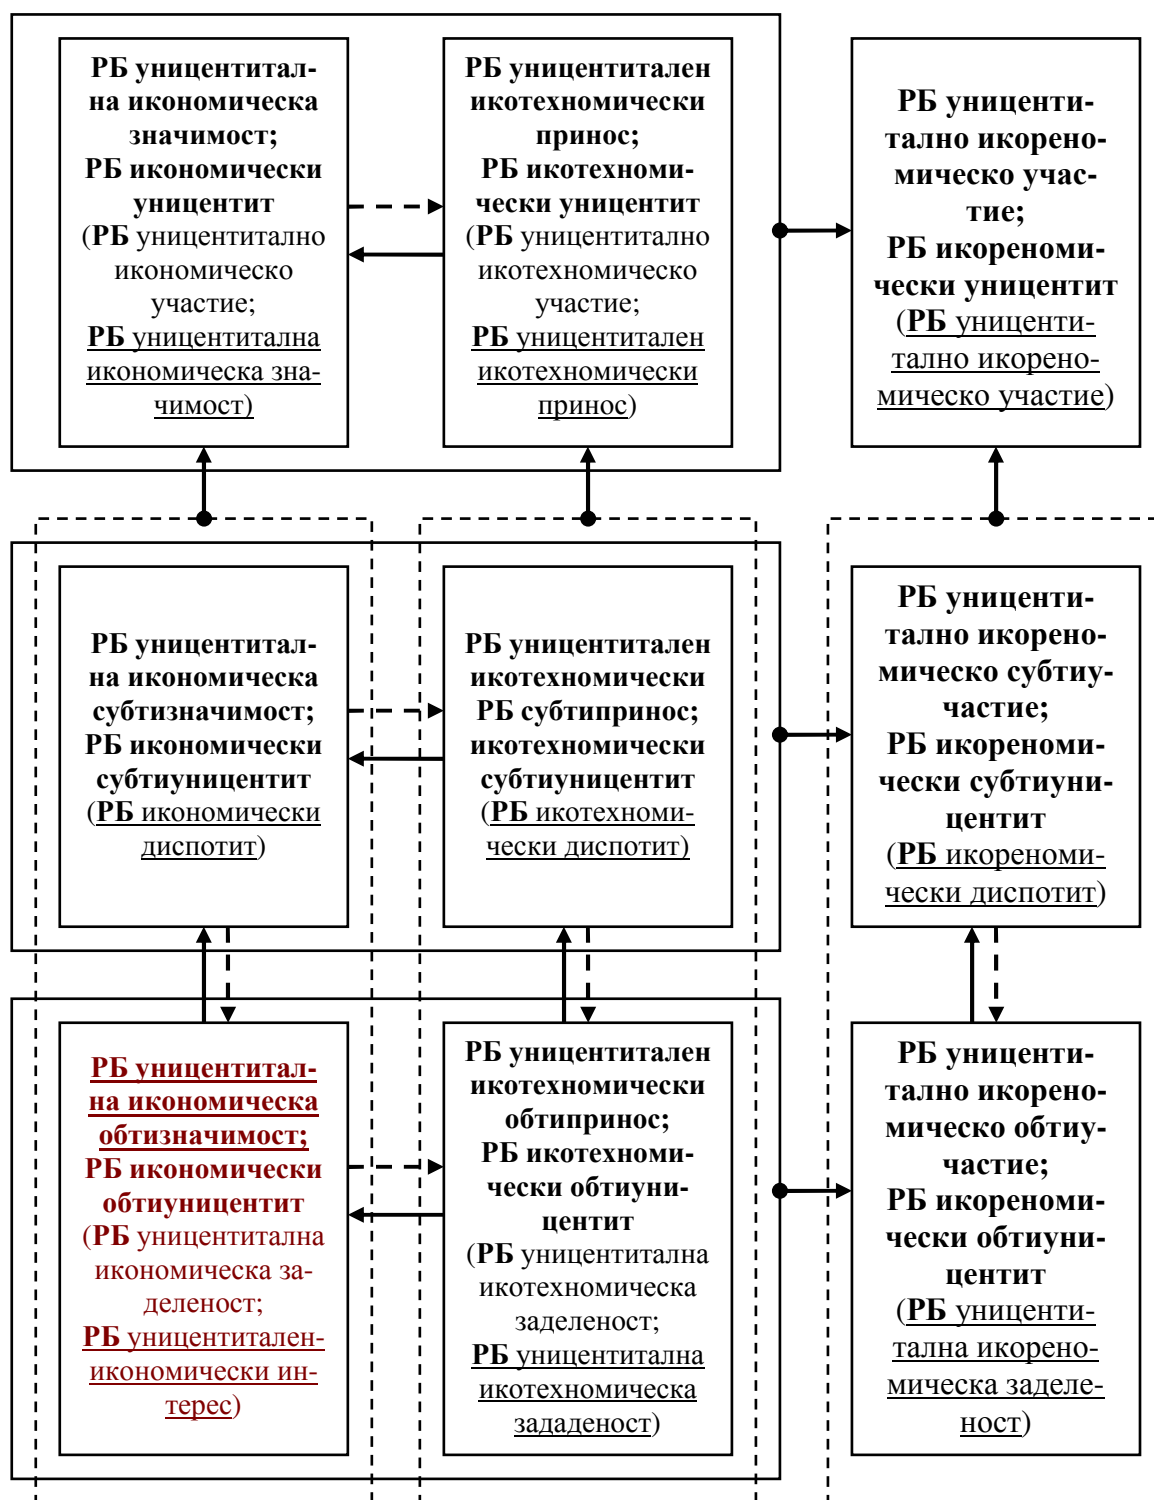 РБ уницентитал-
на икономическа
значимост;
РБ икономически
уницентит
(РБ уницентитално
икономическо
участие;
РБ уницентитална
икономическа зна-
чимост)
РБ уницентитален
икотехномически
принос;
РБ икотехноми-
чески уницентит
(РБ уницентитално
икотехномическо
участие;
РБ уницентитален
икотехномически
принос)
РБ униценти-
тално икорено-
мическо учас-
тие;
РБ икореноми-
чески уницентит
(РБ униценти-
тално икорено-
мическо участие)
РБ уницентитал-
на икономическа
субтизначимост;
РБ икономически
субтиуницентит
(РБ икономически
диспотит)
РБ уницентитален
икотехномически
РБ субтипринос;
икотехномически
субтиуницентит
(РБ икотехноми-
чески диспотит)
РБ униценти-
тално икорено-
мическо субтиу-
частие;
РБ икореноми-
чески субтиуни-
центит
(РБ икореноми-
чески диспотит)
РБ уницентитал-
на икономическа
обтизначимост;
РБ икономически
обтиуницентит
(РБ уницентитална
икономическа за-
деленост;
РБ уницентитален-
икономически ин-
терес)
РБ уницентитален
икотехномически
обтипринос;
РБ икотехноми-
чески обтиуни-
центит
(РБ уницентитална
икотехномическа
заделеност;
РБ уницентитална
икотехномическа
зададеност)
РБ униценти-
тално икорено-
мическо обтиу-
частие;
РБ икореноми-
чески обтиуни-
центит
(РБ униценти-
тална икорено-
мическа заделе-
ност)